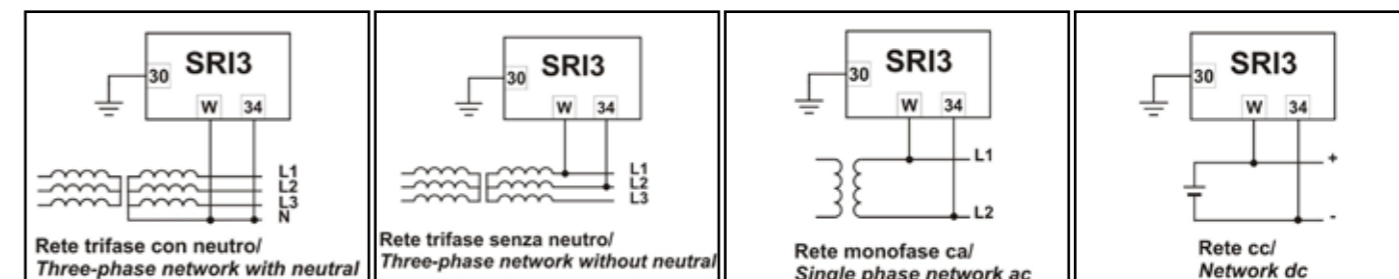 SRI3
30
W 34
L1
L2
L3
N
Rete trifase con neutro/
Three-phase network with neutral
SRI3
30
W 34
L1
L2
L3
Rete trifase senza neutro/
Three-phase network without neutral
SRI3
30
W 34
L1
L2
Rete monofase ca/
Single phase network ac
SRI3
30
W 34
+
-
Rete cc/
Network dc